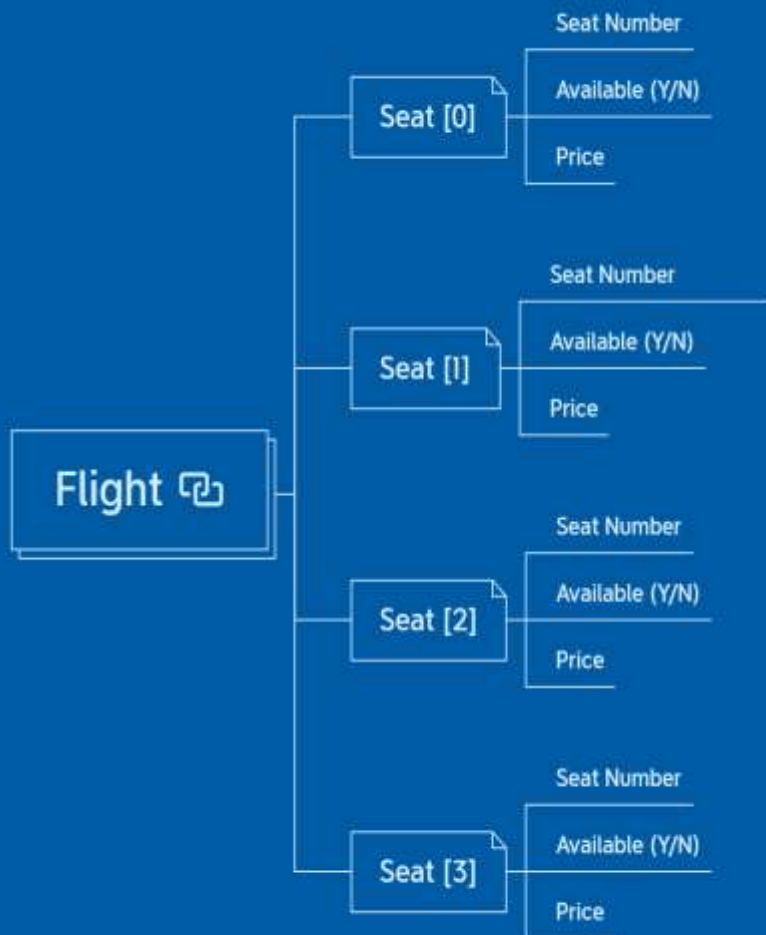 Seat Number
Seat [0]
Available (Y/N)
Price
Seat Number
Seat [1]
Available (Y/N)
Price
Flight
Seat Number
Seat [2]
Available (Y/N)
Price
Seat Number
Seat [3]
Available (Y/N)
Price